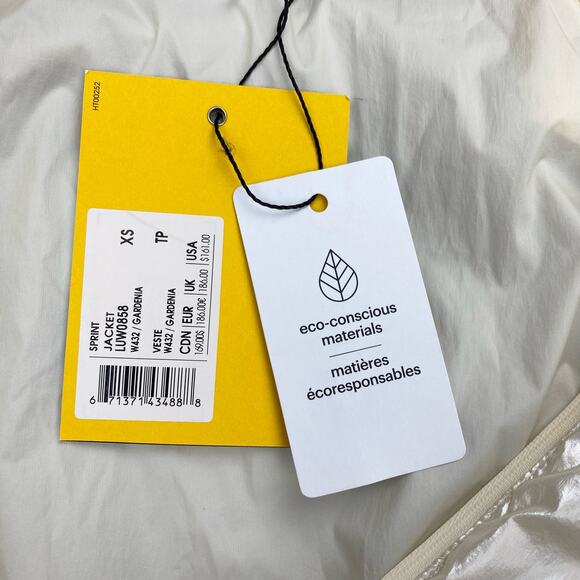 HT00252
XS
TP
SPRINT
JACKET
LUW0858
W432 / GARDENIA
VESTE
W432 / GARDENIA
CDN EUR UK USA
169.00$ 186.00€ 186.00 $161.00
6 71371 43488 8
eco-conscious
materials
matières
écoresponsables